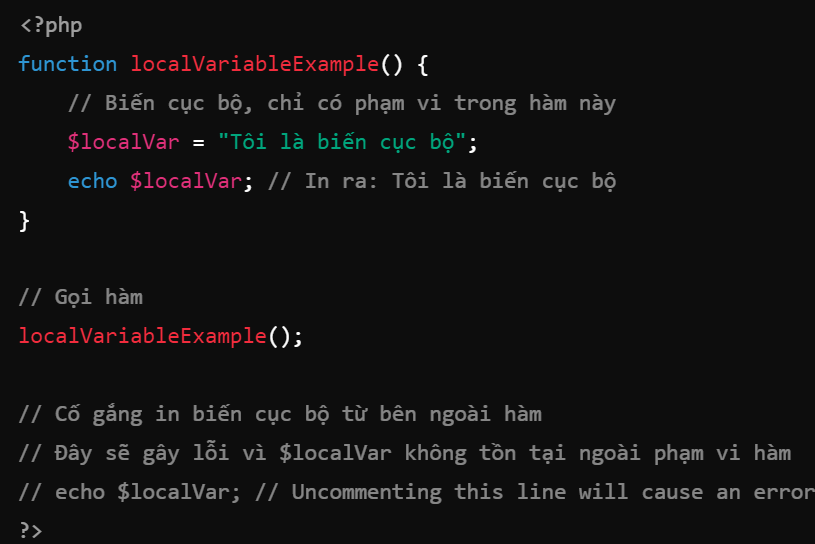 <?php
function localVariableExample() {
    // Biến cục bộ, chỉ có phạm vi trong hàm này
    $localVar = "Tôi là biến cục bộ";
    echo $localVar; // In ra: Tôi là biến cục bộ
}
// Gọi hàm
localVariableExample();
// Cố gắng in biến cục bộ từ bên ngoài hàm
// Đây sẽ gây lỗi vì $localVar không tồn tại ngoài phạm vi hàm
// echo $localVar; // Uncommenting this line will cause an error
?>